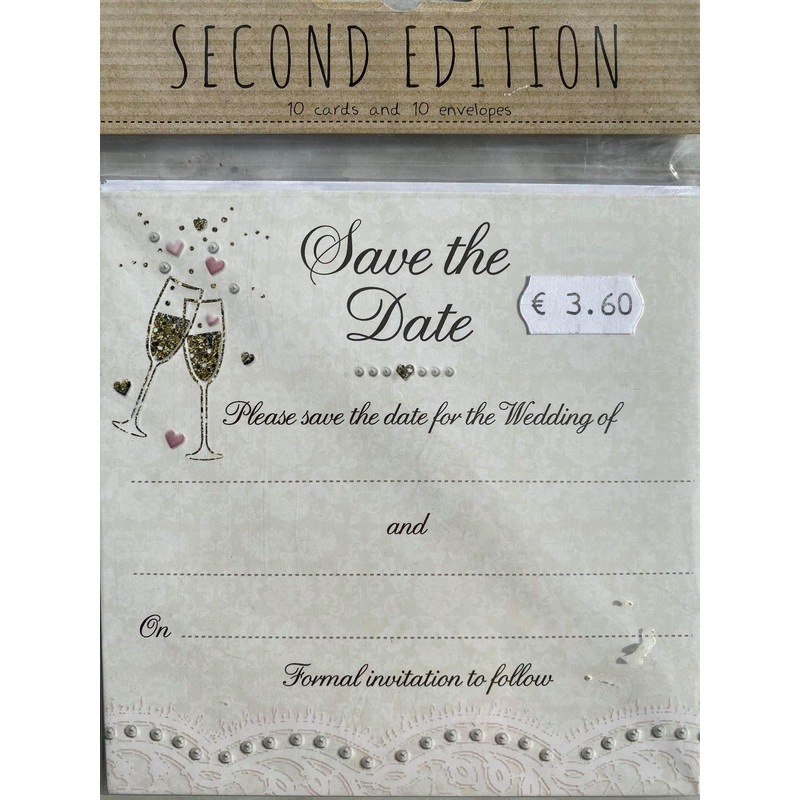 SECOND EDITION
10 cards and 10 envelopes
Save the
Date
€ 3.60
Please save the date for the Wedding of
and
On
Formal invitation to follow